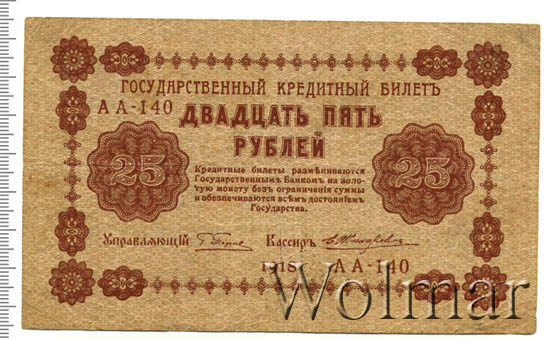 ГОСУДАРСТВЕННЫЙ КРЕДИТНЫЙ БИЛЕТЪ
АА-140
ДВАДЦАТЬ ПЯТЬ
РУБЛЕЙ
25
25
Кредитные билеты размѣниваются
Государственнымъ Банкомъ на золо-
тую монету безъ ограниченія суммы
и обезпечиваются всѣмъ достояніемъ
Государства.
Управляющій
Кассиръ
1918
АА-140
Wolmar